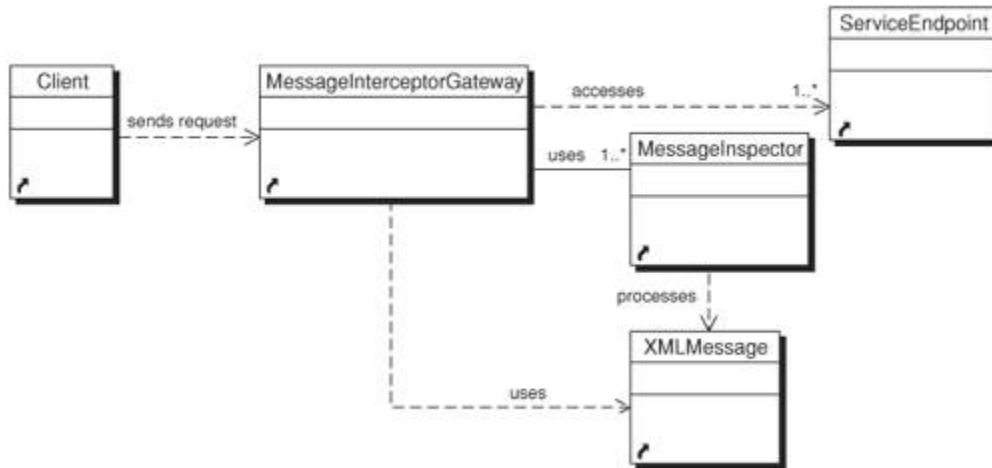 ServiceEndpoint
Client
MessageInterceptorGateway
accesses 1..*
sends request
uses 1..* MessageInspector
processes
XMLMessage
uses